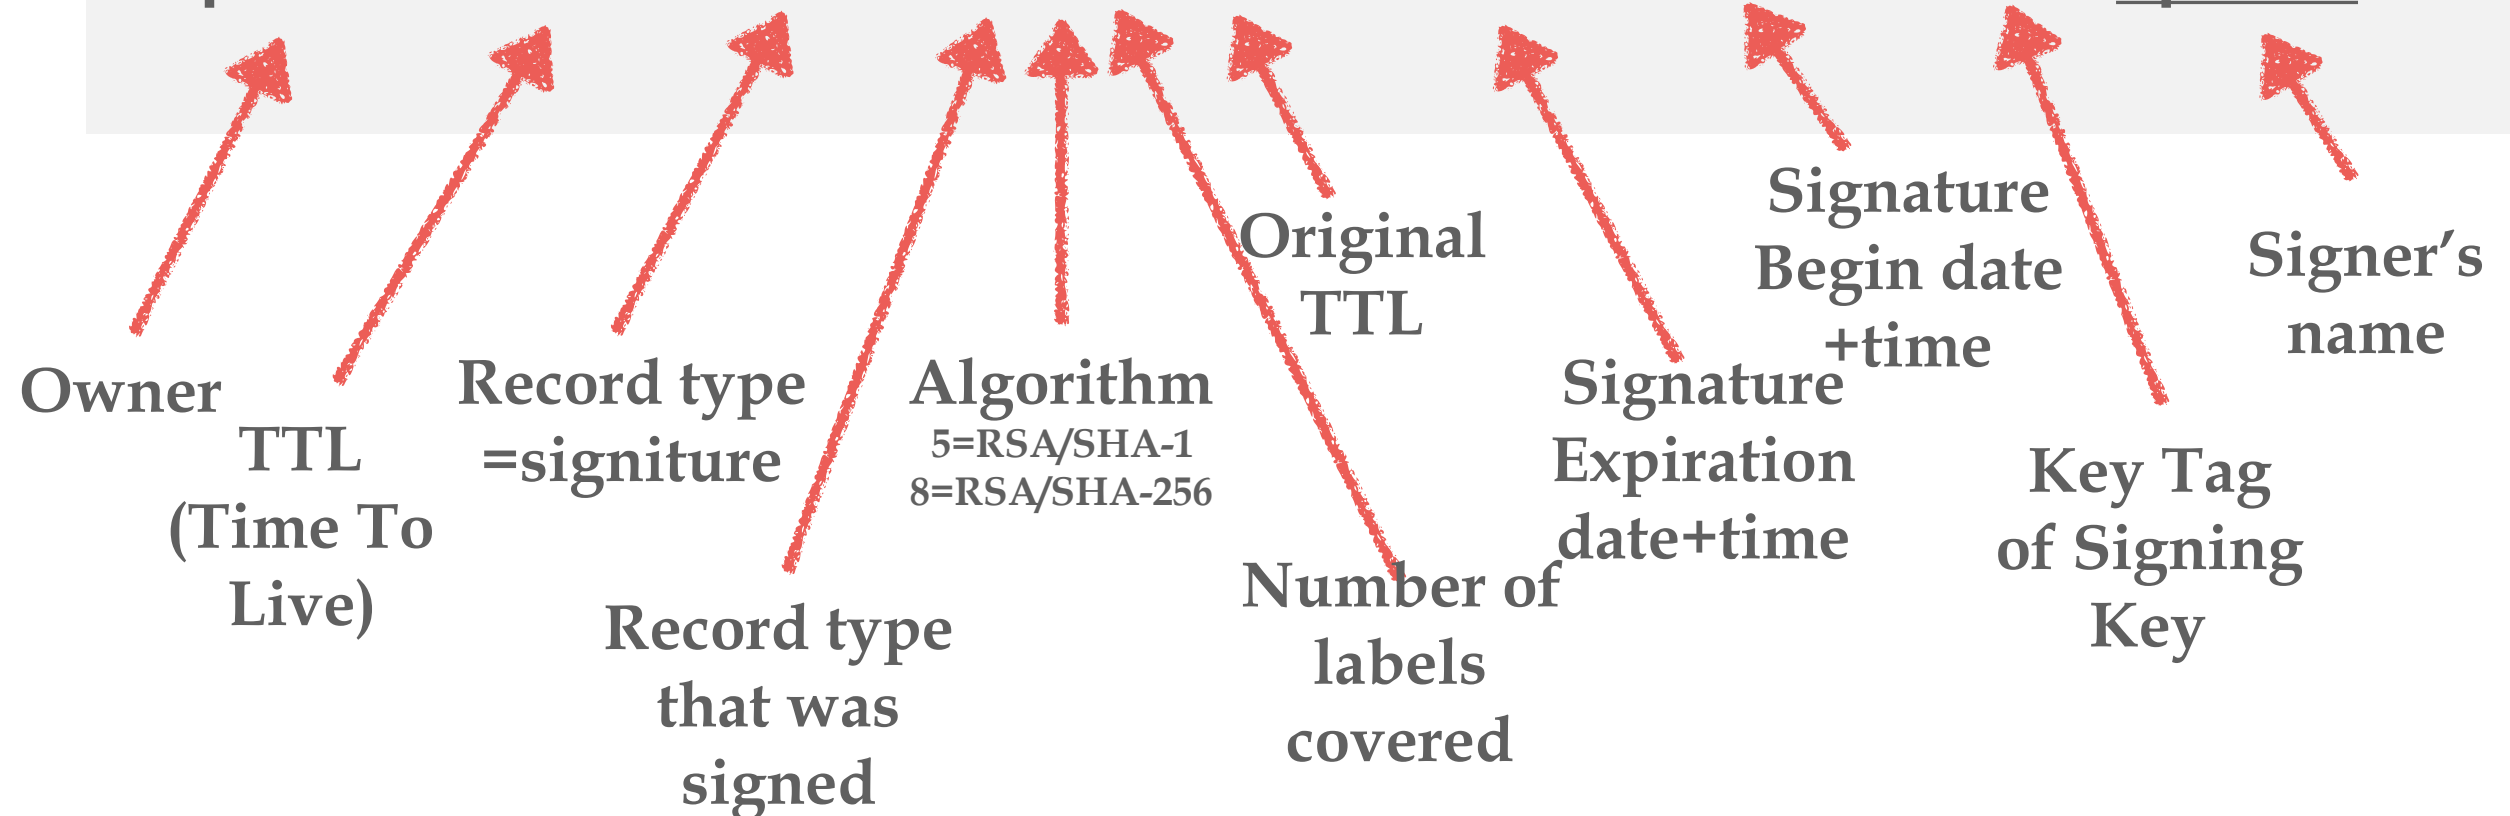 Owner
TTL
(Time To
Live)
Record type
=signiture
Record type
that was
signed
Algorithm
5=RSA/SHA-1
8=RSA/SHA-256
Number of
labels
covered
Original
TTL
Signature
Expiration
date+time
Signature
Begin date
+time
Key Tag
of Signing
Key
Signer's
name